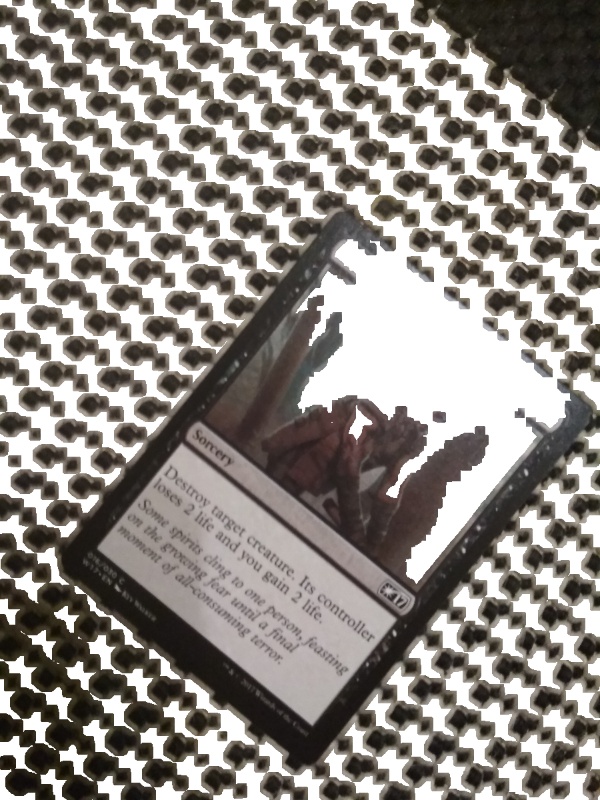 Sorcery
Destroy target creature. Its controller
loses 2 life and you gain 2 life.
Some spirits cling to one person, feasting
on the growing fear until a final
moment of all-consuming terror.